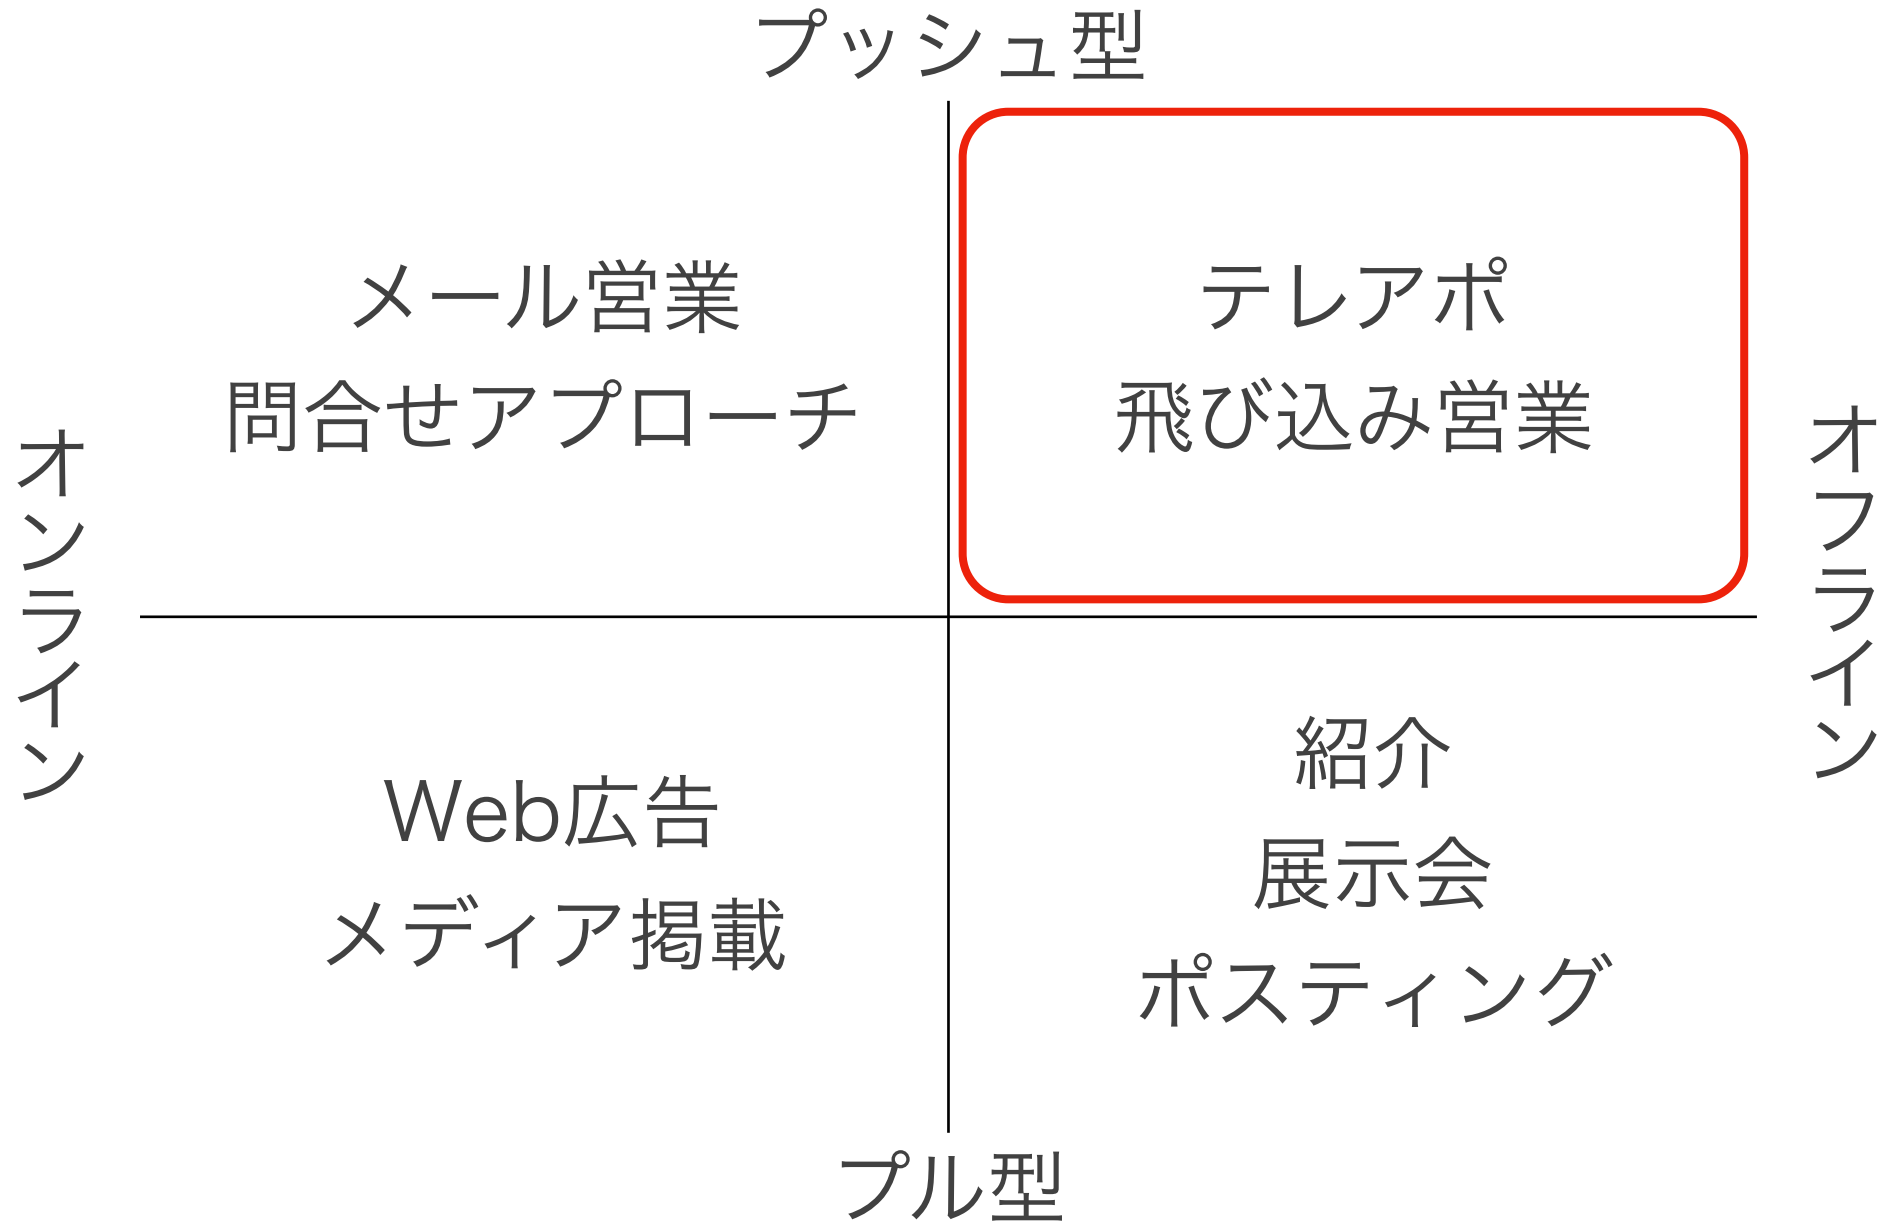 プッシュ型
メール営業
問合せアプローチ
テレアポ
飛び込み営業
オンライン
オフライン
Web広告
メディア掲載
紹介
展示会
ポスティング
プル型